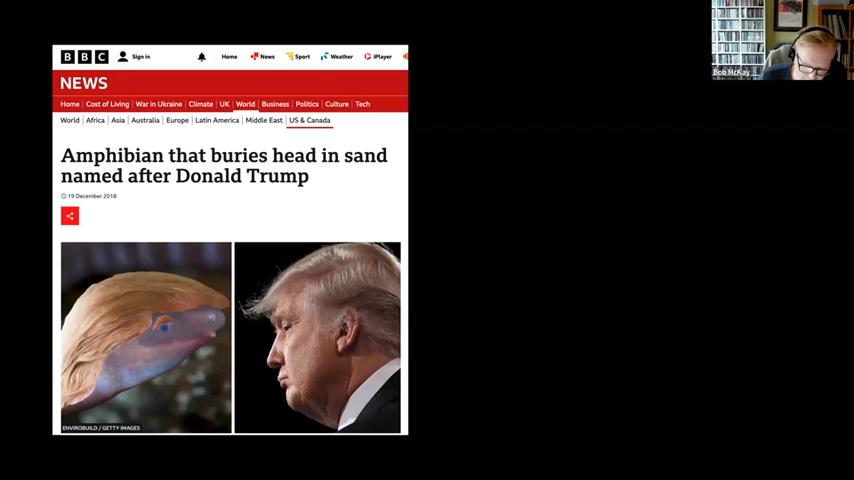 BBC Sign in Home News Sport Weather iPlayer
NEWS
Home Cost of Living War in Ukraine Climate UK World Business Politics Culture Tech
World Africa Asia Australia Europe Latin America Middle East US & Canada
Amphibian that buries head in sand
named after Donald Trump
19 December 2018
ENVIROBUILD / GETTY IMAGES
Bob McKay